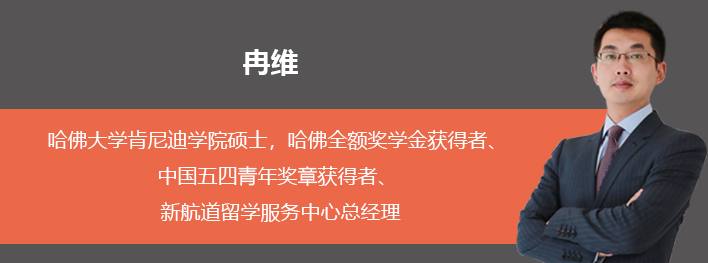 冉维
哈佛大学肯尼迪学院硕士，哈佛全额奖学金获得者、
中国五四青年奖章获得者、
新航道留学服务中心总经理